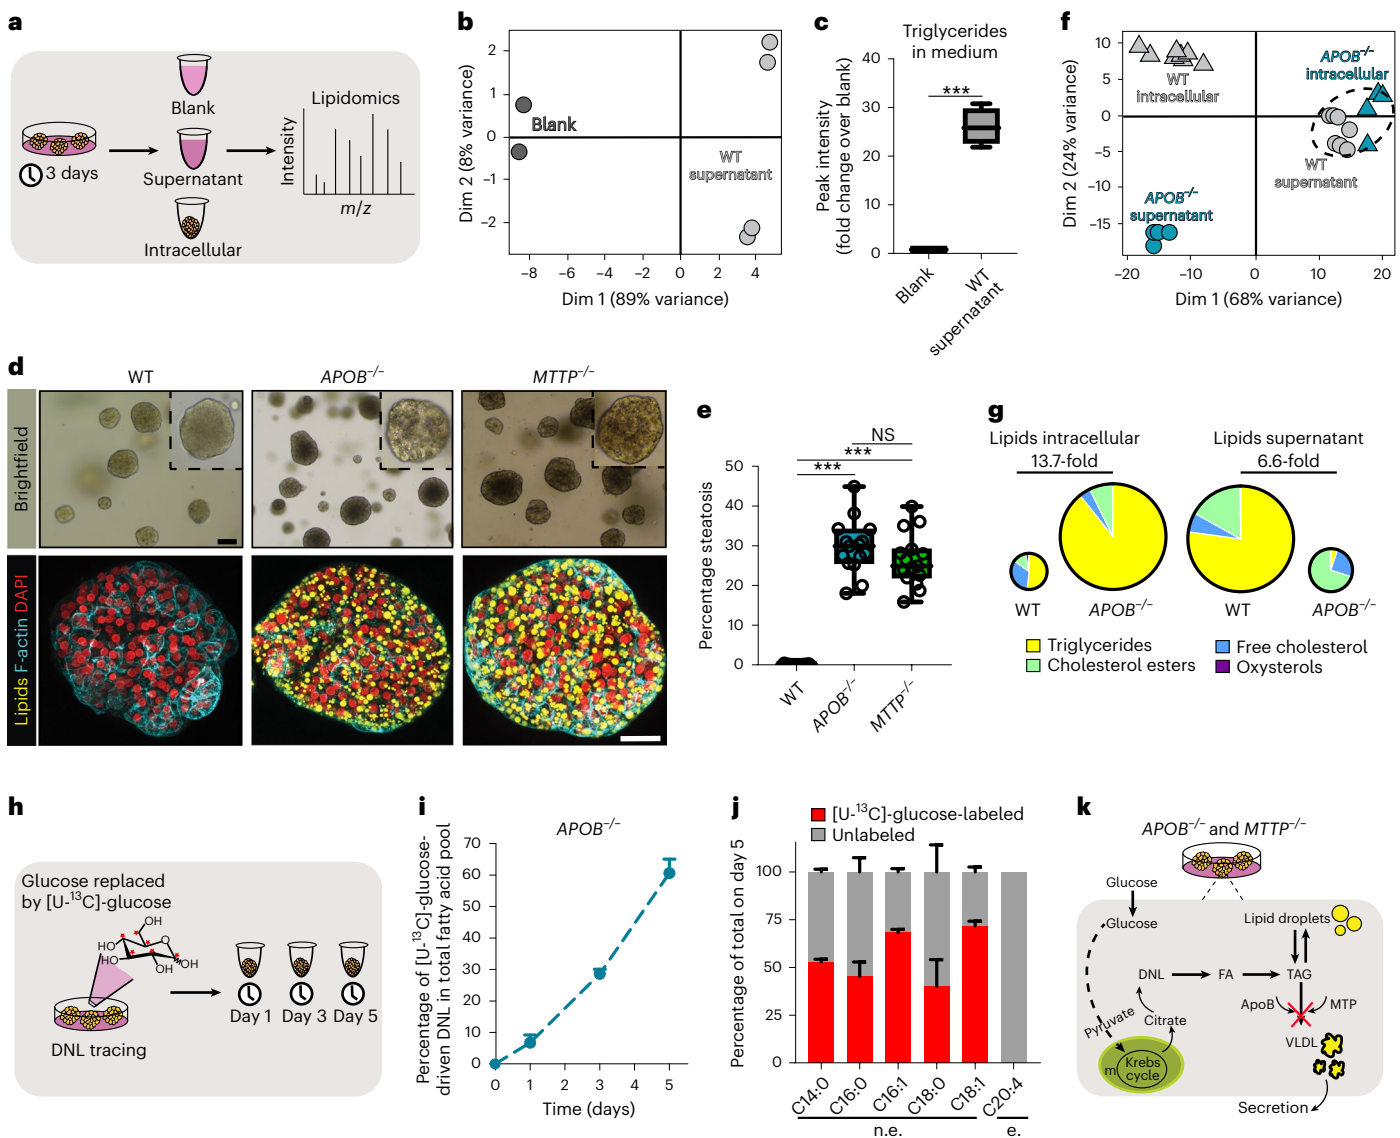 a
3 days
Blank
Supernatant
Intracellular
Lipidomics
Intensity
m/z
b
Dim 2 (8% variance)
2
1
0
–1
–2
Blank
WT
supernatant
–8
–6
–4
–2
0
2
4
Dim 1 (89% variance)
c
Triglycerides
in medium
Peak intensity
(fold change over blank)
40
30
20
10
0
***
Blank
WT
supernatant
f
Dim 2 (24% variance)
10
5
0
–5
–10
–15
WT
intracellular
APOB–/–
intracellular
WT
supernatant
APOB–/–
supernatant
–20
–10
0
10
20
Dim 1 (68% variance)
d
WT
APOB–/–
MTTP–/–
Brightfield
Lipids F-actin DAPI
e
Percentage steatosis
50
40
30
20
10
0
NS
***
***
WT
APOB–/–
MTTP–/–
g
Lipids intracellular
13.7-fold
WT
APOB–/–
Lipids supernatant
6.6-fold
WT
APOB–/–
Triglycerides
Free cholesterol
Cholesterol esters
Oxysterols
h
Glucose replaced
by [U-13C]-glucose
OH
HO
HO
OH
OH
DNL tracing
Day 1
Day 3
Day 5
i
APOB–/–
Percentage of [U-13C]-glucose-
driven DNL in total fatty acid pool
70
60
50
40
30
20
10
0
0
1
3
5
Time (days)
j
[U-13C]-glucose-labeled
Unlabeled
Percentage of total on day 5
100
75
50
25
0
C14:0
C16:0
C16:1
C18:0
C18:1
C20:4
n.e.
e.
k
APOB–/– and MTTP–/–
Glucose
Glucose
Lipid droplets
DNL
FA
TAG
ApoB
MTP
Pyruvate
Citrate
VLDL
m
Krebs
cycle
Secretion